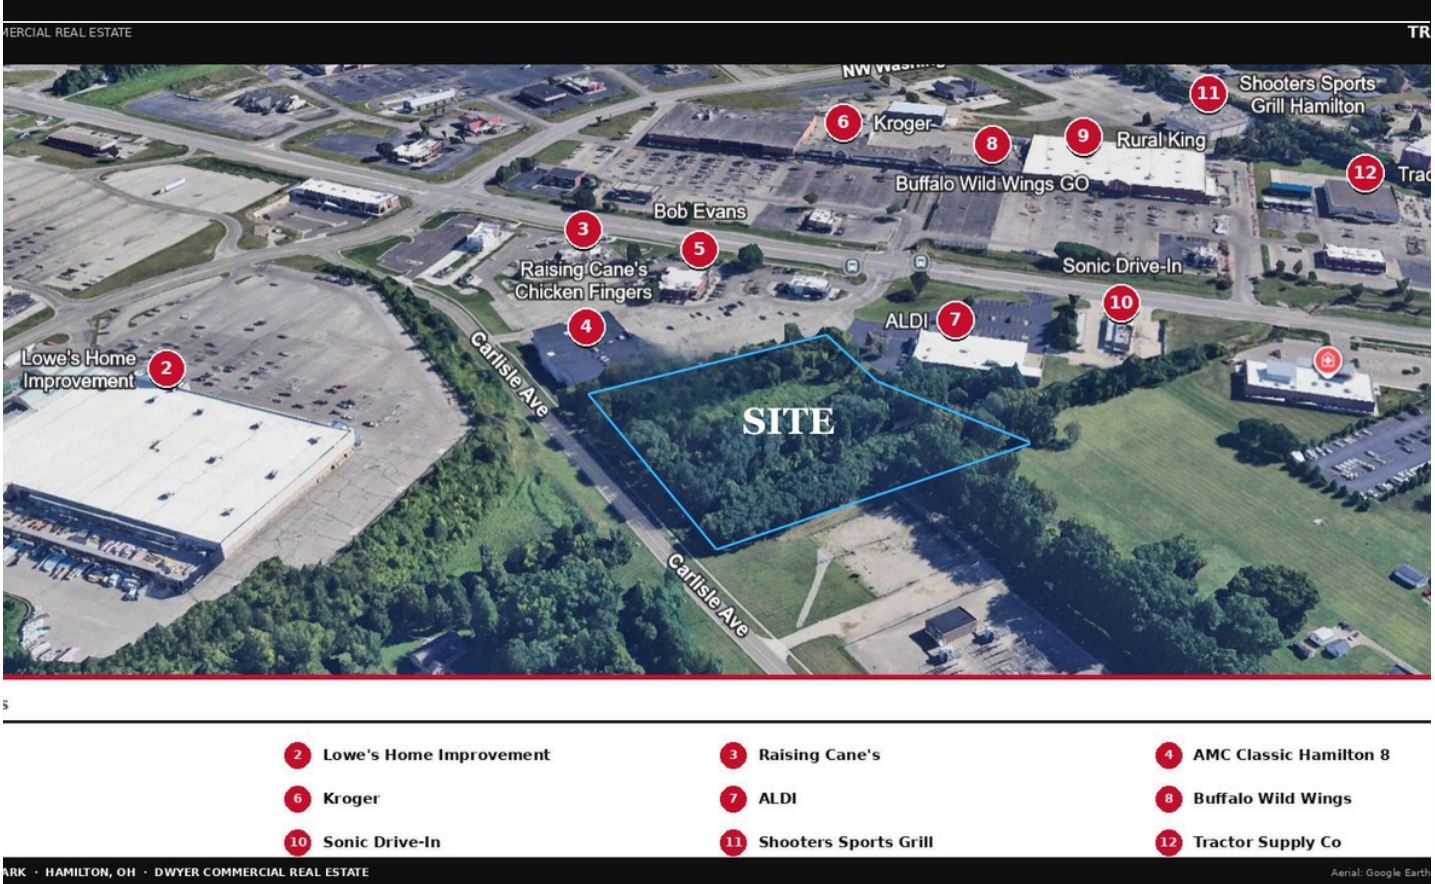 MERCIAL REAL ESTATE
TR
NW Washing
11
Shooters Sports
Grill Hamilton
6
Kroger
8
9
Rural King
12
Trac
Buffalo Wild Wings GO
Bob Evans
3
5
Raising Cane's
Chicken Fingers
Sonic Drive-In
10
4
ALDI
7
Carlisle Ave
Lowe's Home
Improvement
2
SITE
Carlisle Ave
s
2 Lowe's Home Improvement
3 Raising Cane's
4 AMC Classic Hamilton 8
6 Kroger
7 ALDI
8 Buffalo Wild Wings
10 Sonic Drive-In
11 Shooters Sports Grill
12 Tractor Supply Co
ARK · HAMILTON, OH · DWYER COMMERCIAL REAL ESTATE
Aerial: Google Earth